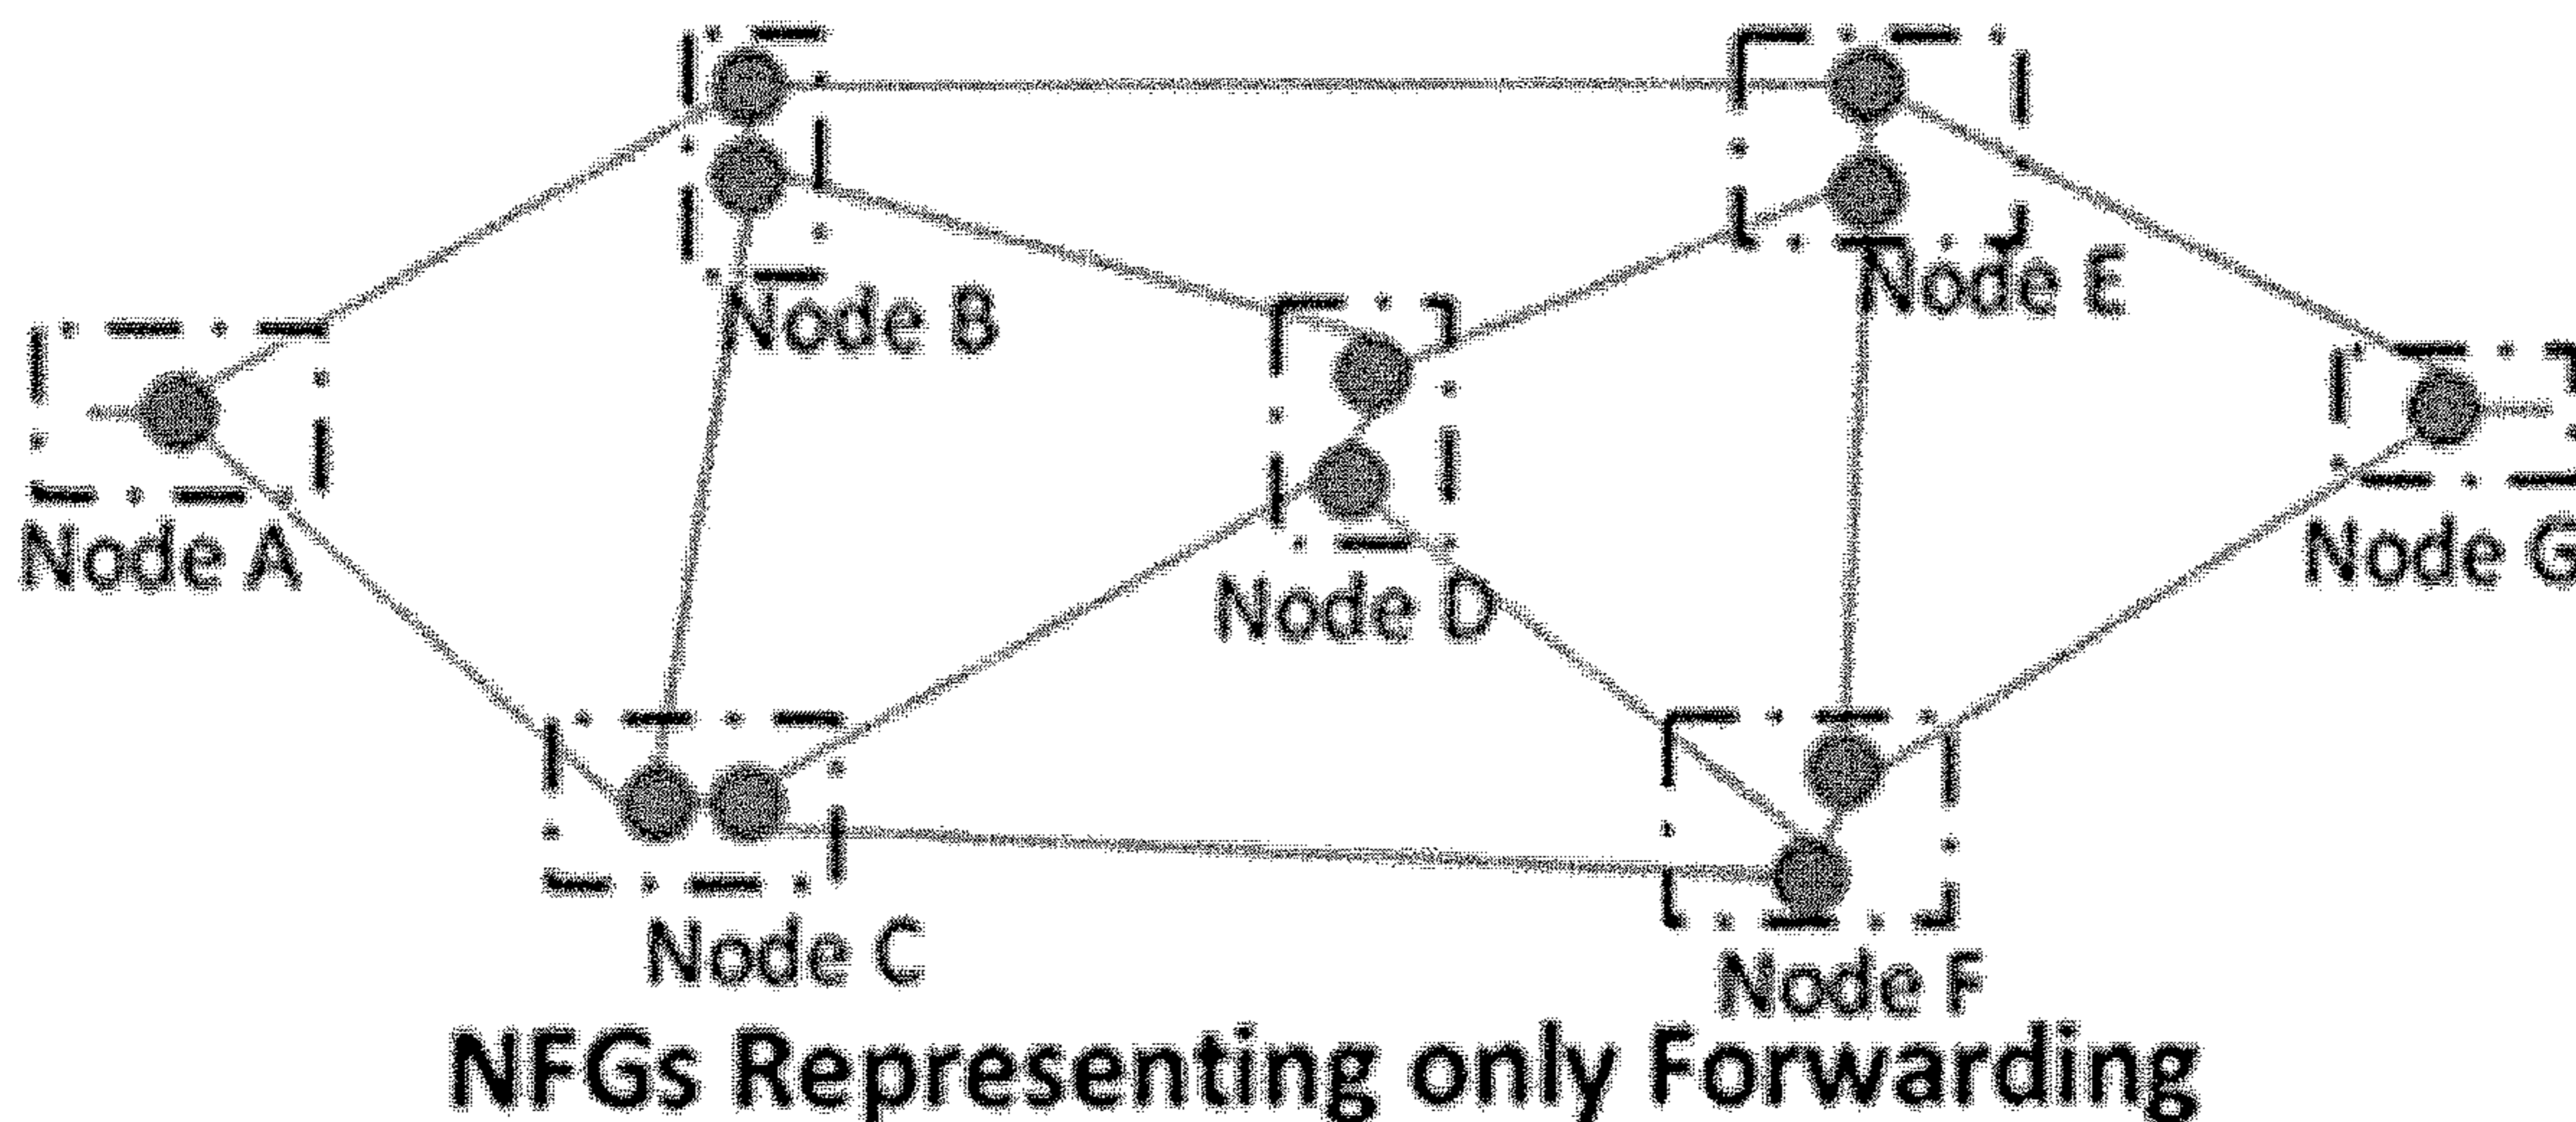 Node B
Node E
Node A
Node D
Node G
Node C
Node F
NFGs Representing only Forwarding